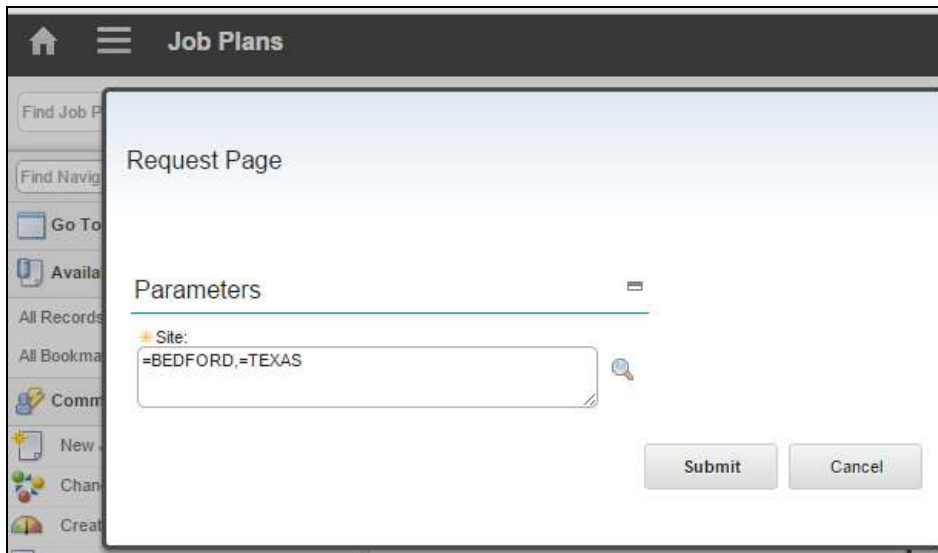 Job Plans
Find Job P
Request Page
Find Navig
Go To
Availa
Parameters
All Records
Site:
=BEDFORD,=TEXAS
All Bookma
Comm
New
Submit
Cancel
Chan
Creat